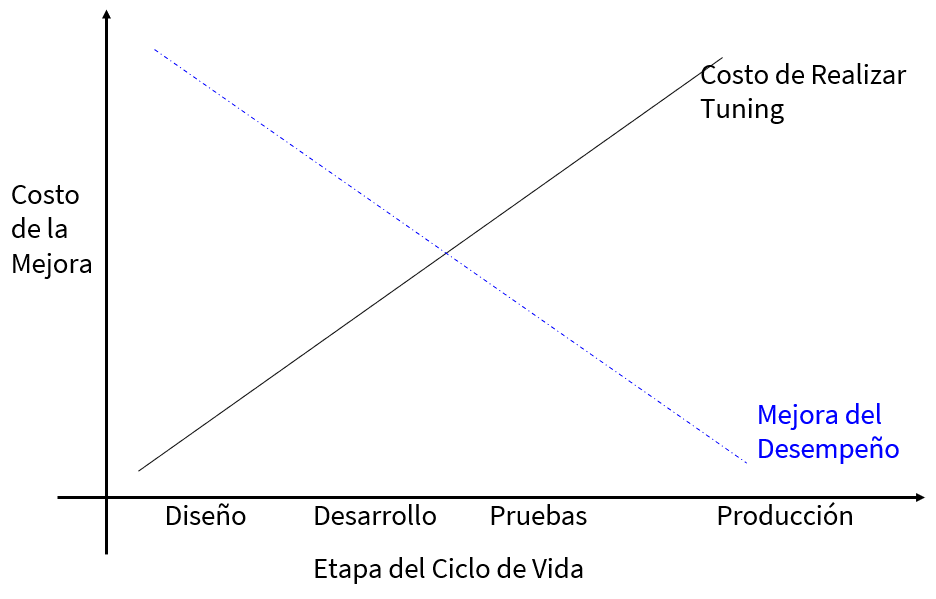 Costo de Realizar
Tuning
Costo
de la
Mejora
Mejora del
Desempeño
Diseño
Desarrollo
Pruebas
Producción
Etapa del Ciclo de Vida